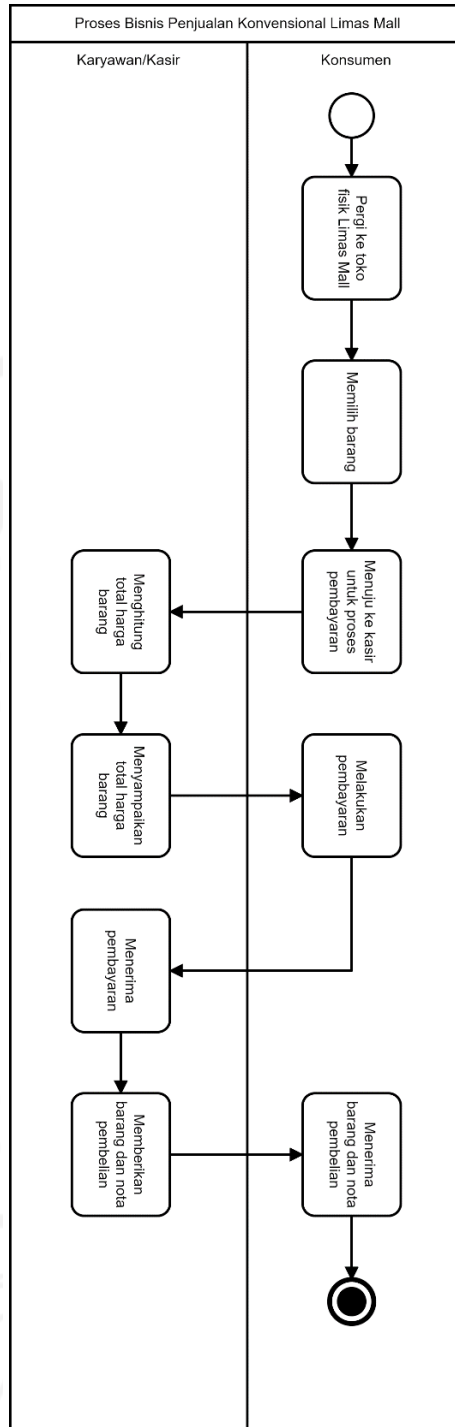 Proses Bisnis Penjualan Konvensional Limas Mall
Karyawan/Kasir
Konsumen
Pergi ke toko
fisik Limas Mall
Memilih barang
Menuju ke kasir
untuk proses
pembayaran
Menghitung
total harga
barang
Menyampaikan
total harga
barang
Melakukan
pembayaran
Menerima
pembayaran
Memberikan
barang dan nota
pembelian
Menerima
barang dan nota
pembelian